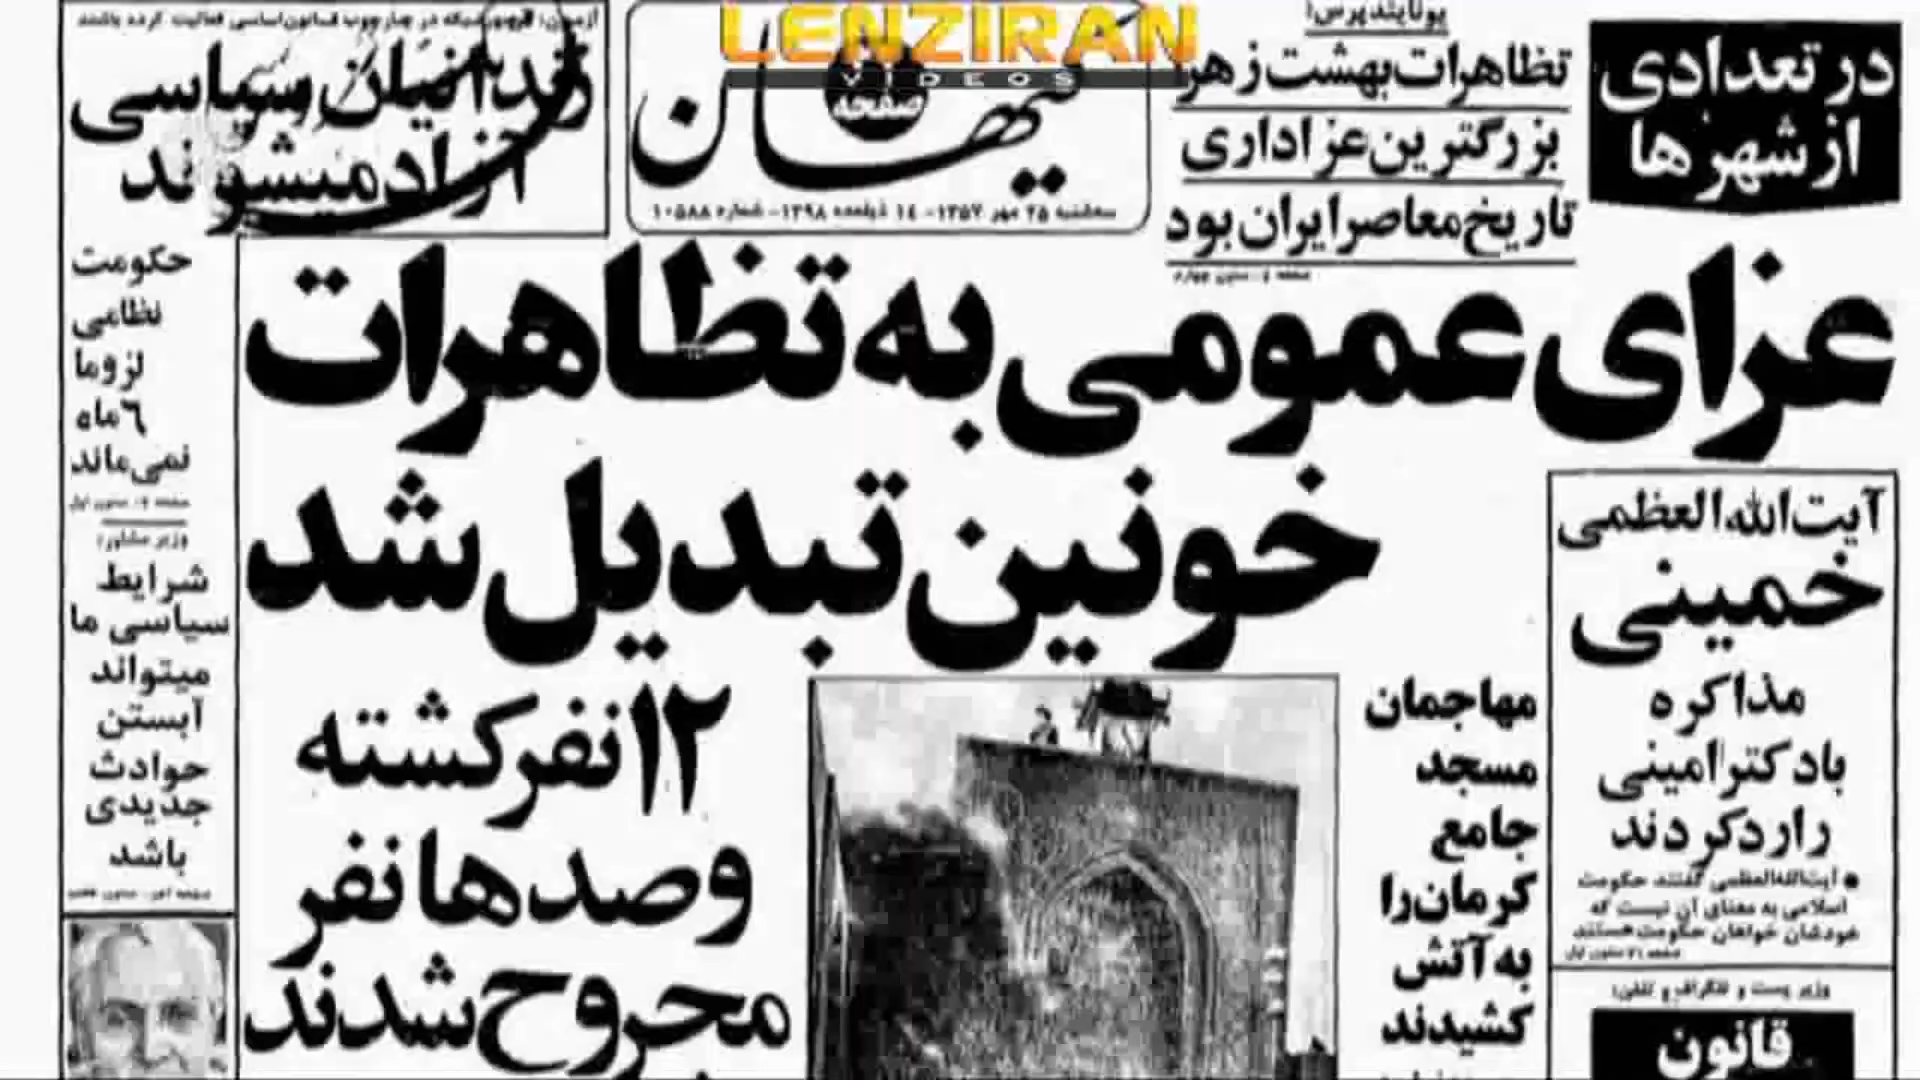 LENZIRAN
VIDEOS
در تعدادی
از شهرها
یونایتدپرس:
تظاهرات بهشت زهرا
بزرگترین عزاداری
تاریخ معاصر ایران بود
کیهان
صفحه
سه‌شنبه ۲۵ مهر ۱۳۵۷ - ۱٤ ذیقعده ۱۳۹۸ - شماره ۱۰۵۸۸
زندانیان سیاسی
آزاد میشوند
عزای عمومی به تظاهرات
خونین تبدیل شد
۱۲ نفر کشته
و صدها نفر
مجروح شدند
مهاجمان
مسجد
جامع
کرمان را
به آتش
کشیدند
آیت‌الله العظمی
خمینی
مذاکره
با دکتر امینی
را رد کردند
● آیت‌الله‌العظمی گفتند حکومت
اسلامی به معنای آن نیست که
خودشان خواهان حکومت هستند
وزیر پست و تلگراف و تلفن:
قانون
حکومت
نظامی
لزوما
٦ ماه
نمی‌ماند
وزیر مشاور:
شرایط
سیاسی ما
میتواند
آبستن
حوادث
جدیدی
باشد